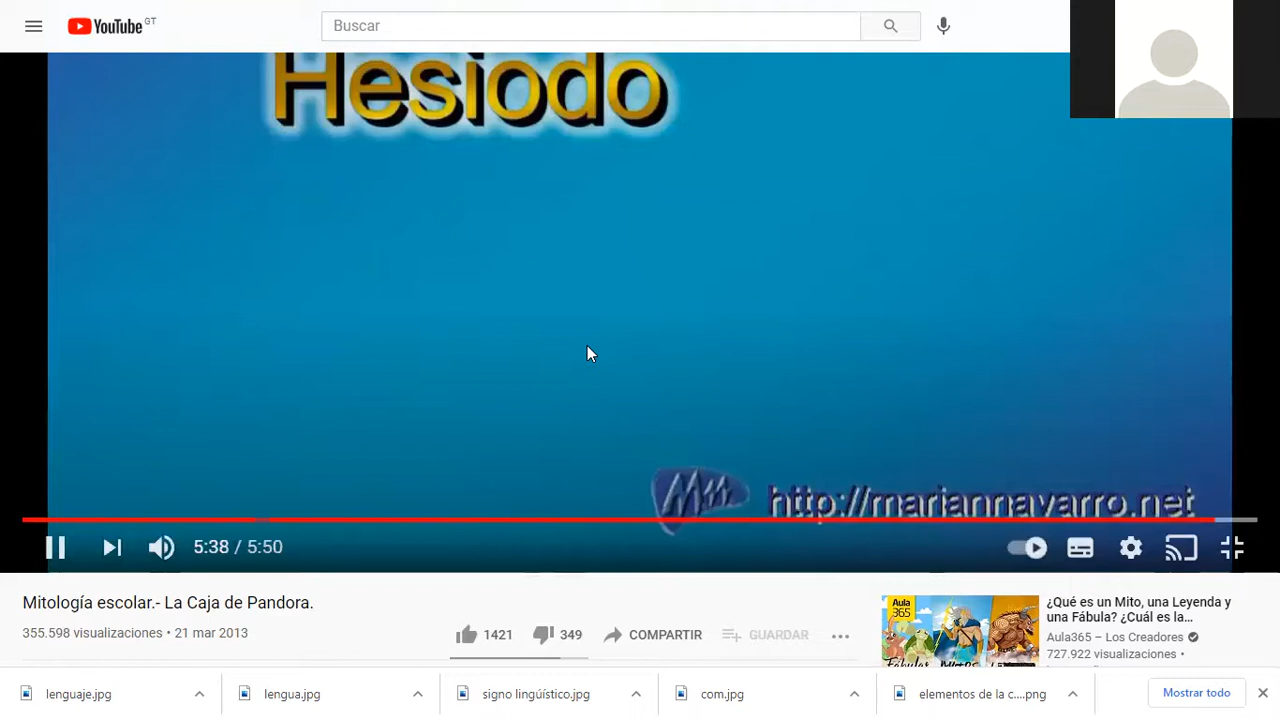 YouTube GT
Buscar
Hesiodo
http://mariannavarro.net
5:38 / 5:50
Mitología escolar.- La Caja de Pandora.
355.598 visualizaciones • 21 mar 2013
1421
349
COMPARTIR
GUARDAR
Aula
365
¿Qué es un Mito, una Leyenda y
una Fábula? ¿Cuál es la...
Aula365 – Los Creadores
727.922 visualizaciones •
lenguaje.jpg
lengua.jpg
signo lingúístico.jpg
com.jpg
elementos de la c....png
Mostrar todo